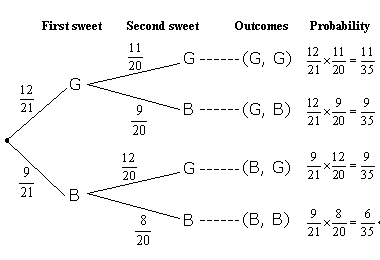 First sweet Second sweet Outcomes Probability
11/20 G ------ (G, G) 12/21 × 11/20 = 11/35
12/21 G
9/20 B ------ (G, B) 12/21 × 9/20 = 9/35
12/20 G ------ (B, G) 9/21 × 12/20 = 9/35
9/21 B
8/20 B ------ (B, B) 9/21 × 8/20 = 6/35